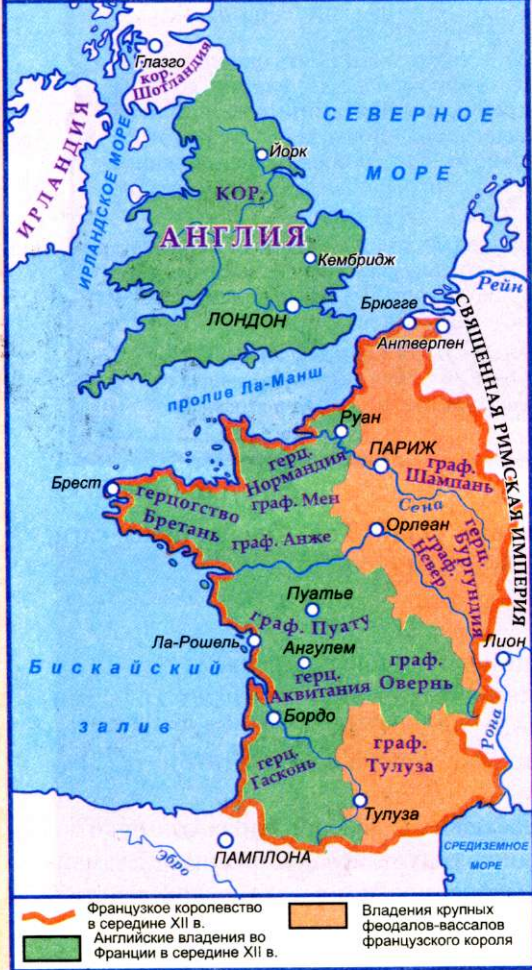 Глазго
кор.
Шотландия
СЕВЕРНОЕ
МОРЕ
ИРЛАНДИЯ
ИРЛАНДСКОЕ МОРЕ
Йорк
КОР.
АНГЛИЯ
Кембридж
ЛОНДОН
Рейн
Брюгге
Антверпен
СВЯЩЕННАЯ РИМСКАЯ ИМПЕРИЯ
пролив Ла-Манш
Руан
герц.
Нормандия
ПАРИЖ
граф.
Шампань
Брест
герцогство
Бретань
граф. Мен
Сена
граф. Анже
Орлеан
граф.
Невер
герц.
Бургундия
Пуатье
граф. Пуату
Ла-Рошель
Ангулем
Лион
Бискайский
залив
герц.
Аквитания
граф.
Овернь
Бордо
Рона
герц.
Гасконь
граф.
Тулуза
Тулуза
Эбро
ПАМПЛОНА
СРЕДИЗЕМНОЕ
МОРЕ
Французкое королевство
в середине XII в.
Английские владения во
Франции в середине XII в.
Владения крупных
феодалов-вассалов
французского короля